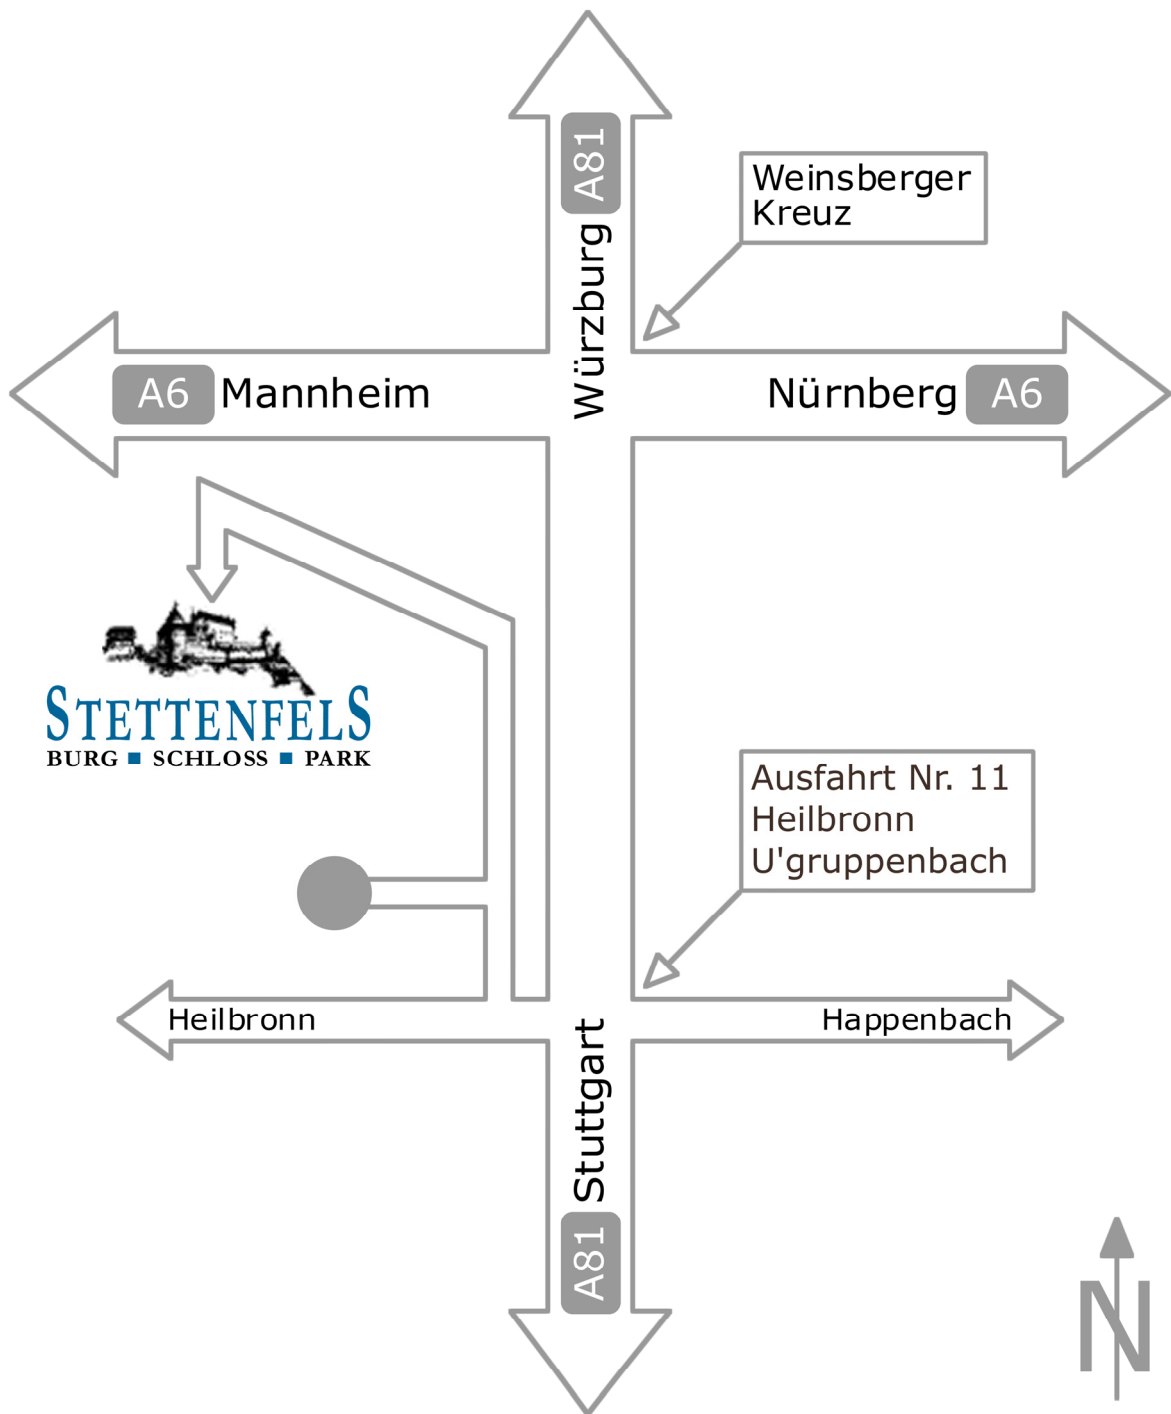 A81
Würzburg
Weinsberger
Kreuz
A6 Mannheim
Nürnberg A6
STETTENFELS
BURG ▪ SCHLOSS ▪ PARK
Ausfahrt Nr. 11
Heilbronn
U'gruppenbach
Heilbronn
Happenbach
Stuttgart
A81
N